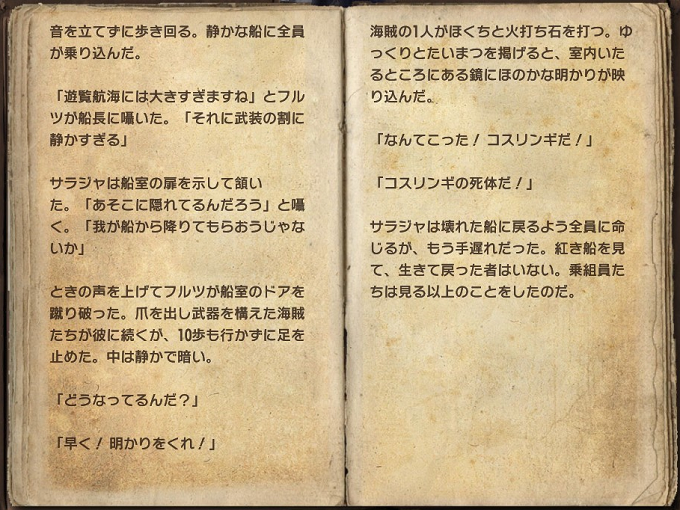 音を立てずに歩き回る。静かな船に全員
が乗り込んだ。
「遊覧航海には大きすぎますね」とフル
ツが船長に囁いた。「それに武装の割に
静かすぎる」
サラジャは船室の扉を示して頷い
た。「あそこに隠れてるんだろう」と囁
く。「我が船から降りてもらおうじゃな
いか」
ときの声を上げてフルツが船室のドアを
蹴り破った。爪を出し武器を構えた海賊
たちが彼に続くが、10歩も行かずに足を
止めた。中は静かで暗い。
「どうなってるんだ？」
「早く！明かりをくれ！」
海賊の1人がほくちと火打ち石を打つ。ゆ
っくりとたいまつを掲げると、室内いた
るところにある鏡にほのかな明かりが映
り込んだ。
「なんてこった！コスリンギだ！」
「コスリンギの死体だ！」
サラジャは壊れた船に戻るよう全員に命
じるが、もう手遅れだった。紅き船を見
て、生きて戻った者はいない。乗組員た
ちは見る以上のことをしたのだ。